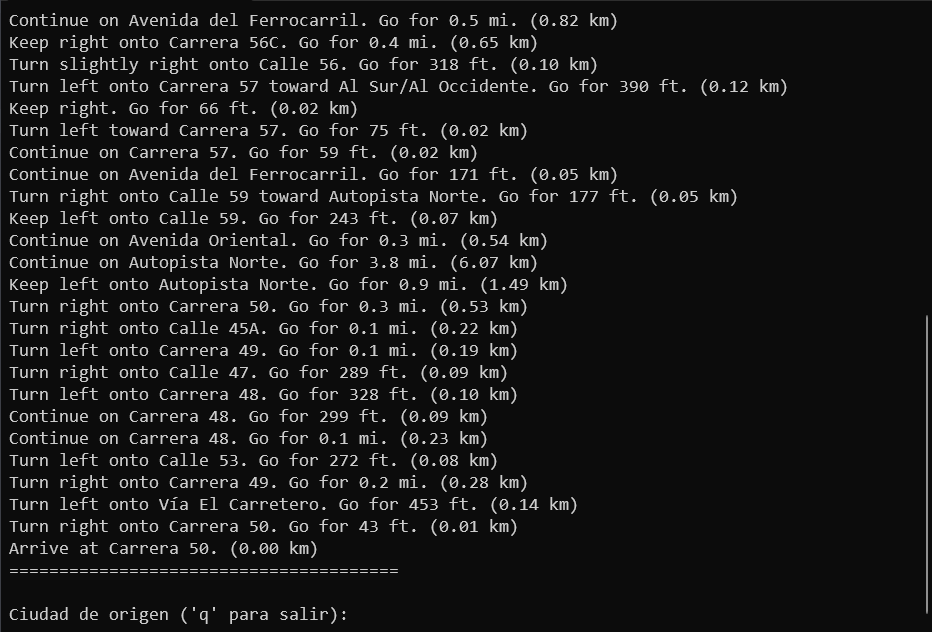 Continue on Avenida del Ferrocarril. Go for 0.5 mi. (0.82 km)
Keep right onto Carrera 56C. Go for 0.4 mi. (0.65 km)
Turn slightly right onto Calle 56. Go for 318 ft. (0.10 km)
Turn left onto Carrera 57 toward Al Sur/Al Occidente. Go for 390 ft. (0.12 km)
Keep right. Go for 66 ft. (0.02 km)
Turn left toward Carrera 57. Go for 75 ft. (0.02 km)
Continue on Carrera 57. Go for 59 ft. (0.02 km)
Continue on Avenida del Ferrocarril. Go for 171 ft. (0.05 km)
Turn right onto Calle 59 toward Autopista Norte. Go for 177 ft. (0.05 km)
Keep left onto Calle 59. Go for 243 ft. (0.07 km)
Continue on Avenida Oriental. Go for 0.3 mi. (0.54 km)
Continue on Autopista Norte. Go for 3.8 mi. (6.07 km)
Keep left onto Autopista Norte. Go for 0.9 mi. (1.49 km)
Turn right onto Carrera 50. Go for 0.3 mi. (0.53 km)
Turn right onto Calle 45A. Go for 0.1 mi. (0.22 km)
Turn left onto Carrera 49. Go for 0.1 mi. (0.19 km)
Turn right onto Calle 47. Go for 289 ft. (0.09 km)
Turn left onto Carrera 48. Go for 328 ft. (0.10 km)
Continue on Carrera 48. Go for 299 ft. (0.09 km)
Continue on Carrera 48. Go for 0.1 mi. (0.23 km)
Turn left onto Calle 53. Go for 272 ft. (0.08 km)
Turn right onto Carrera 49. Go for 0.2 mi. (0.28 km)
Turn left onto Vía El Carretero. Go for 453 ft. (0.14 km)
Turn right onto Carrera 50. Go for 43 ft. (0.01 km)
Arrive at Carrera 50. (0.00 km)
=======================================
Ciudad de origen ('q' para salir):